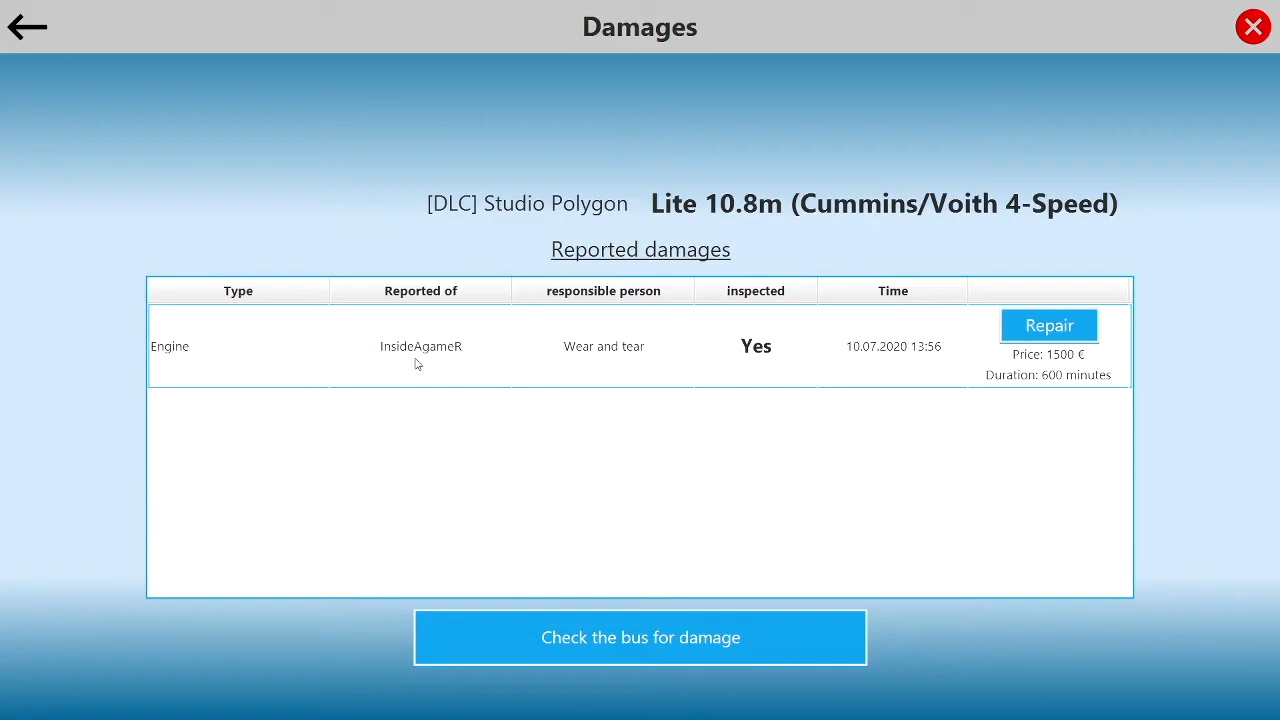 Damages
[DLC] Studio Polygon Lite 10.8m (Cummins/Voith 4-Speed)
Reported damages
Type Reported of responsible person inspected Time
Engine InsideAgameR Wear and tear Yes 10.07.2020 13:56
Repair
Price: 1500 €
Duration: 600 minutes
Check the bus for damage